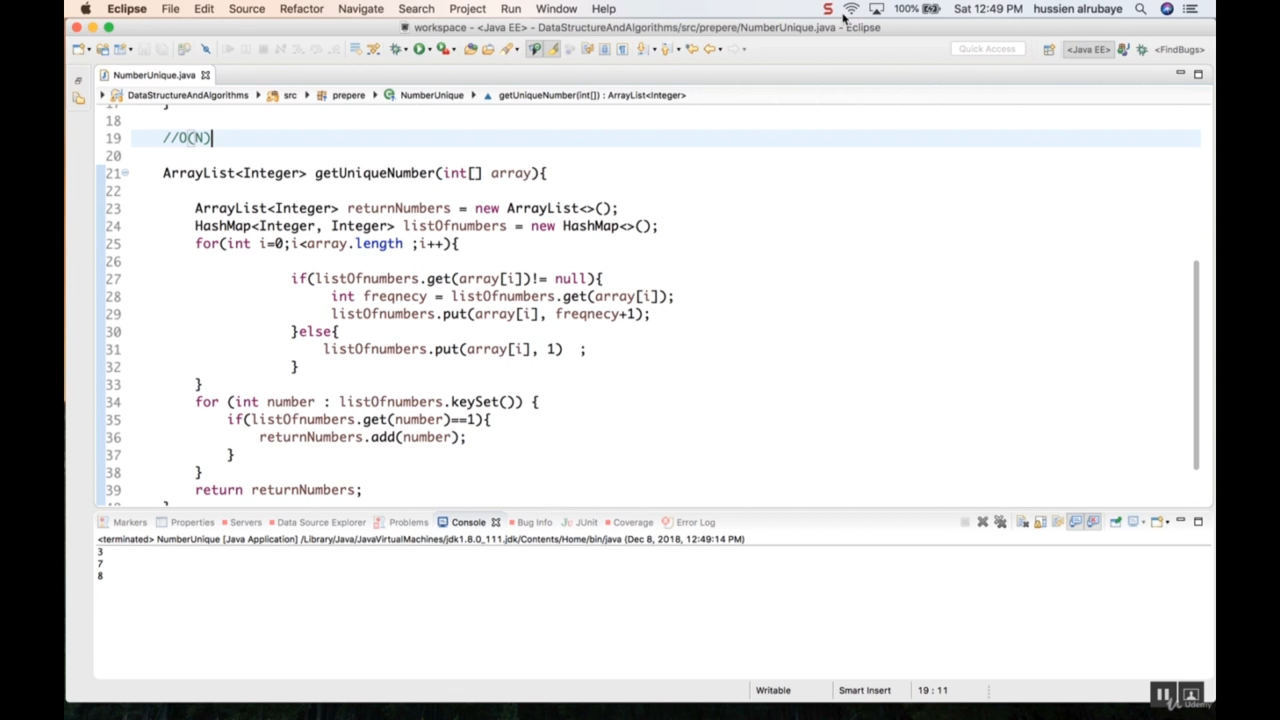 Eclipse File Edit Source Refactor Navigate Search Project Run Window Help 100% Sat 12:49 PM hussien alrubaye
workspace - <Java EE> - DataStructureAndAlgorithms/src/prepere/NumberUnique.java - Eclipse
Quick Access <Java EE> <FindBugs>
NumberUnique.java
DataStructureAndAlgorithms src prepere NumberUnique getUniqueNumber(int[]) : ArrayList<Integer>
17 }
18
19 //O(N)
20
21 ArrayList<Integer> getUniqueNumber(int[] array){
22
23 ArrayList<Integer> returnNumbers = new ArrayList<>();
24 HashMap<Integer, Integer> listOfnumbers = new HashMap<>();
25 for(int i=0;i<array.length ;i++){
26
27 if(listOfnumbers.get(array[i])!= null){
28 int freqnecy = listOfnumbers.get(array[i]);
29 listOfnumbers.put(array[i], freqnecy+1);
30 }else{
31 listOfnumbers.put(array[i], 1) ;
32 }
33 }
34 for (int number : listOfnumbers.keySet()) {
35 if(listOfnumbers.get(number)==1){
36 returnNumbers.add(number);
37 }
38 }
39 return returnNumbers;
Markers Properties Servers Data Source Explorer Problems Console Bug Info JUnit Coverage Error Log
<terminated> NumberUnique [Java Application] /Library/Java/JavaVirtualMachines/jdk1.8.0_111.jdk/Contents/Home/bin/java (Dec 8, 2018, 12:49:14 PM)
3
7
8
Writable Smart Insert 19 : 11
Udemy